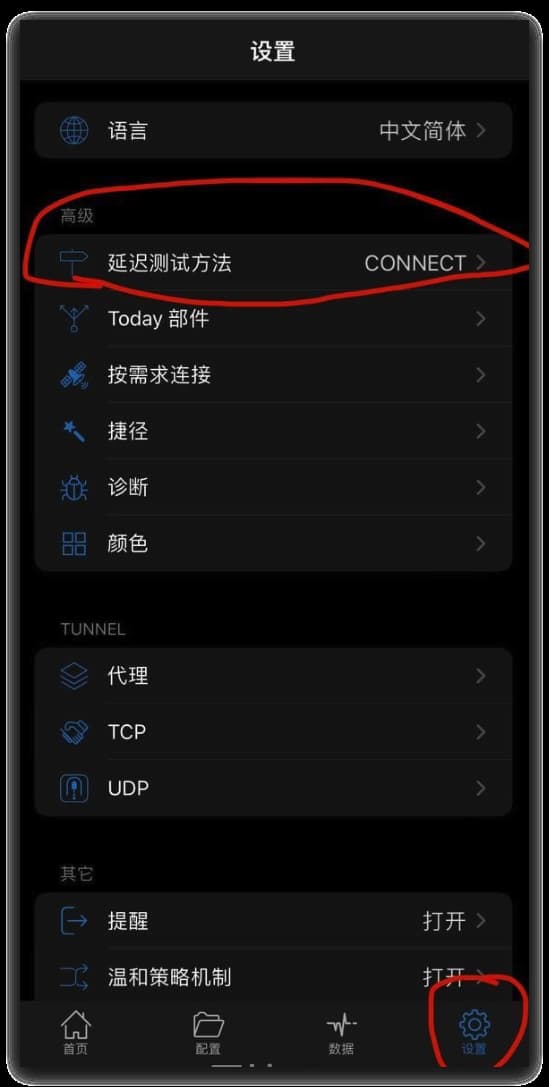 设置
语言 中文简体
高级
延迟测试方法 CONNECT
Today 部件
按需求连接
捷径
诊断
颜色
TUNNEL
代理
TCP
UDP
其它
提醒 打开
温和策略机制 打开
首页 配置 数据 设置